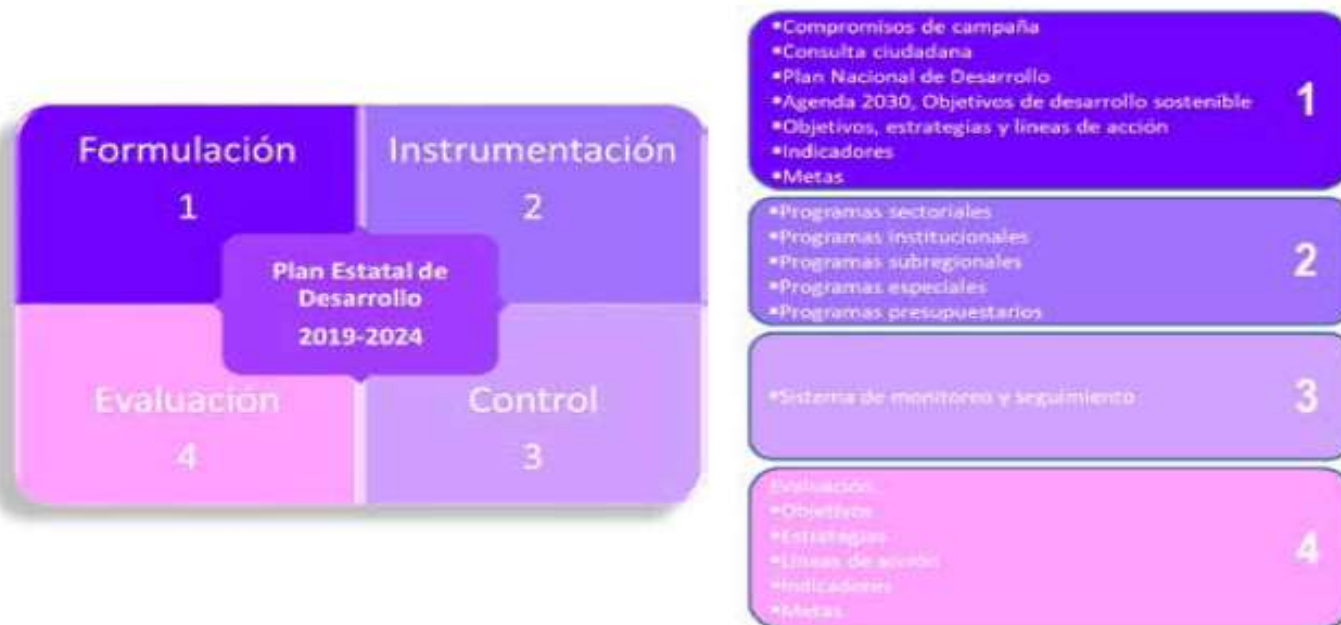 Formulación
1
Instrumentación
2
Plan Estatal de
Desarrollo
2019-2024
Evaluación
4
Control
3
▪Compromisos de campaña
▪Consulta ciudadana
▪Plan Nacional de Desarrollo
▪Agenda 2030, Objetivos de desarrollo sostenible
▪Objetivos, estrategias y líneas de acción
▪Indicadores
▪Metas
1
▪Programas sectoriales
▪Programas institucionales
▪Programas subregionales
▪Programas especiales
▪Programas presupuestarios
2
▪Sistema de monitoreo y seguimiento
3
Evaluación
▪Objetivos
▪Estrategias
▪Líneas de acción
▪Indicadores
▪Metas
4